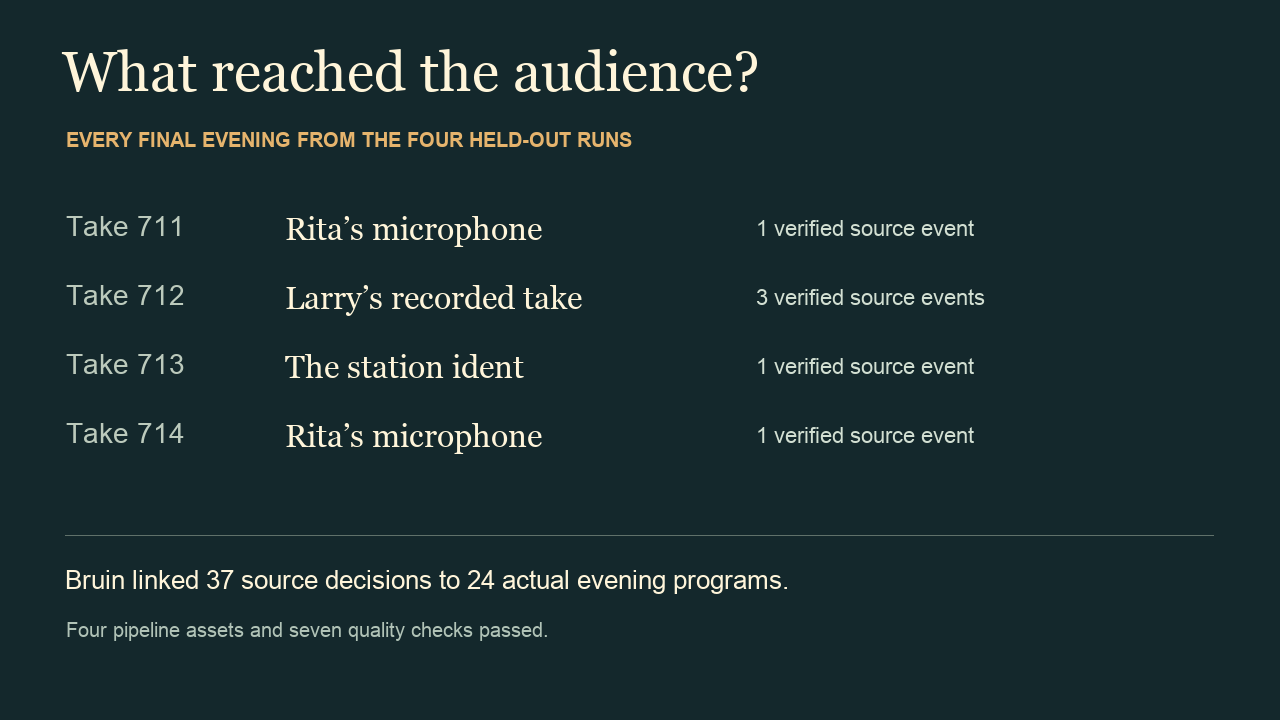 What reached the audience?
EVERY FINAL EVENING FROM THE FOUR HELD-OUT RUNS
Take 711 Rita’s microphone 1 verified source event
Take 712 Larry’s recorded take 3 verified source events
Take 713 The station ident 1 verified source event
Take 714 Rita’s microphone 1 verified source event
Bruin linked 37 source decisions to 24 actual evening programs.
Four pipeline assets and seven quality checks passed.